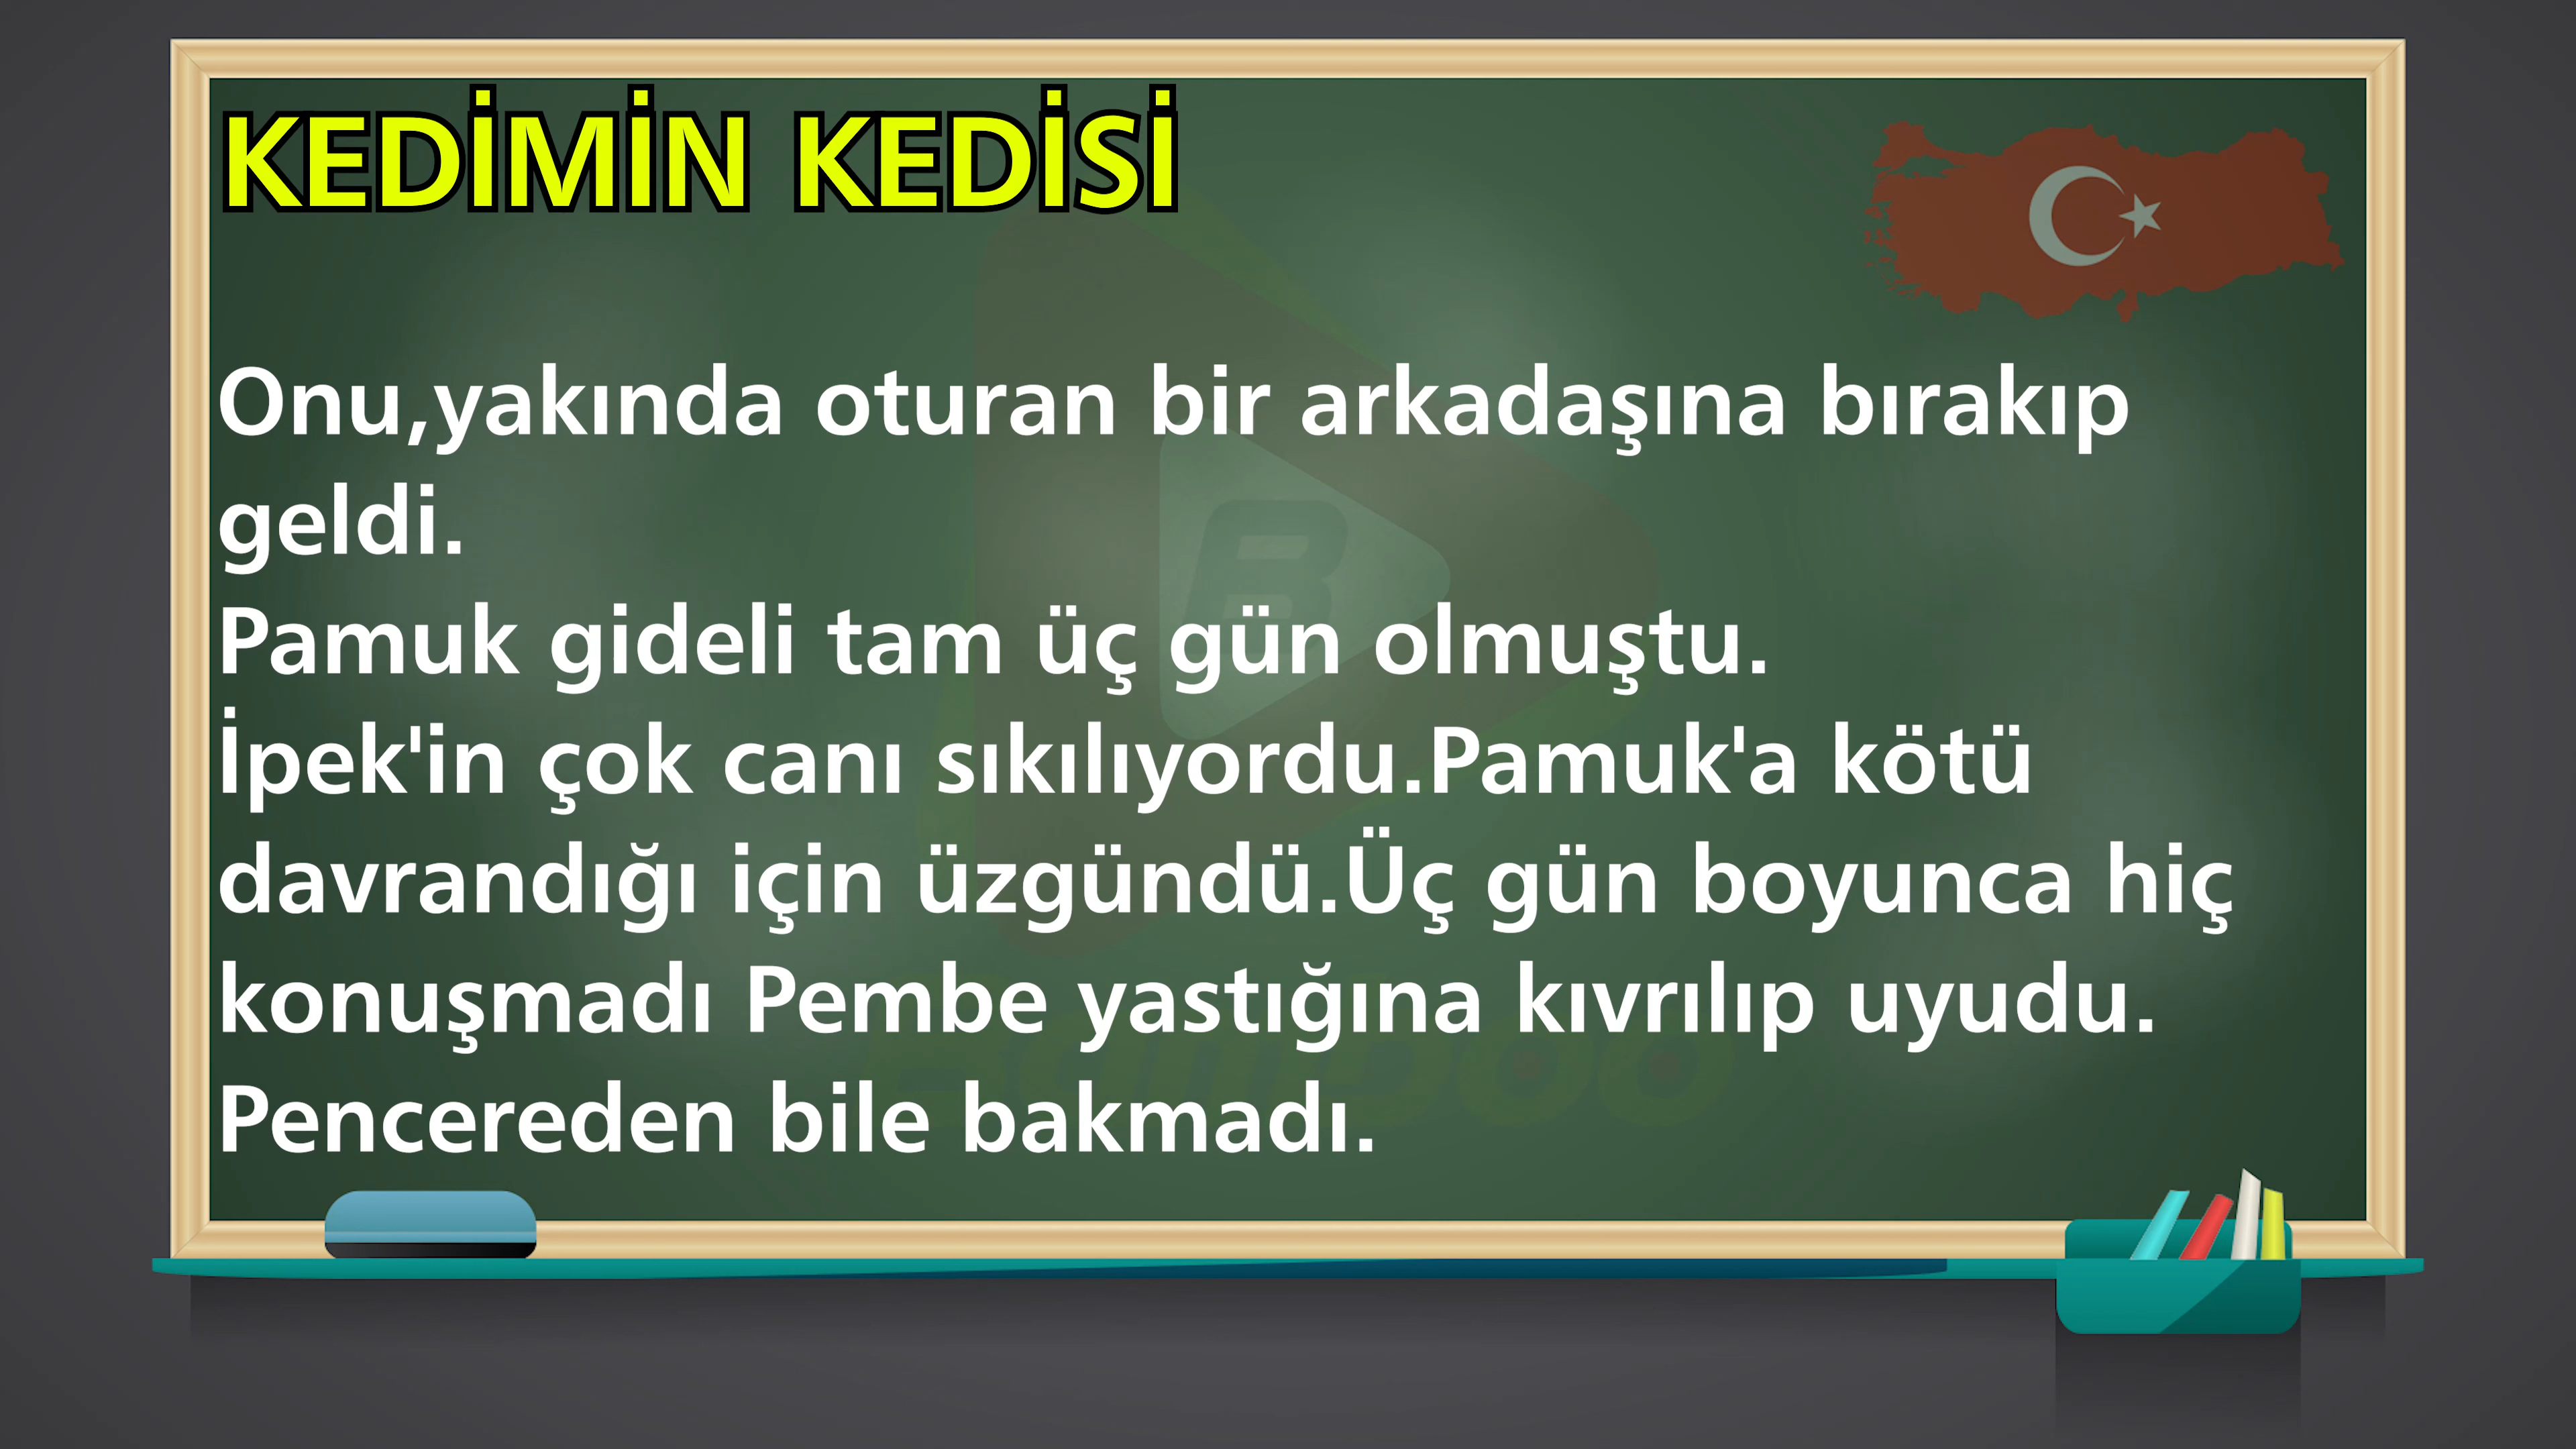 KEDİMİN KEDİSİ
Onu,yakında oturan bir arkadaşına bırakıp
geldi.
Pamuk gideli tam üç gün olmuştu.
İpek'in çok canı sıkılıyordu.Pamuk'a kötü
davrandığı için üzgündü.Üç gün boyunca hiç
konuşmadı Pembe yastığına kıvrılıp uyudu.
Pencereden bile bakmadı.
B